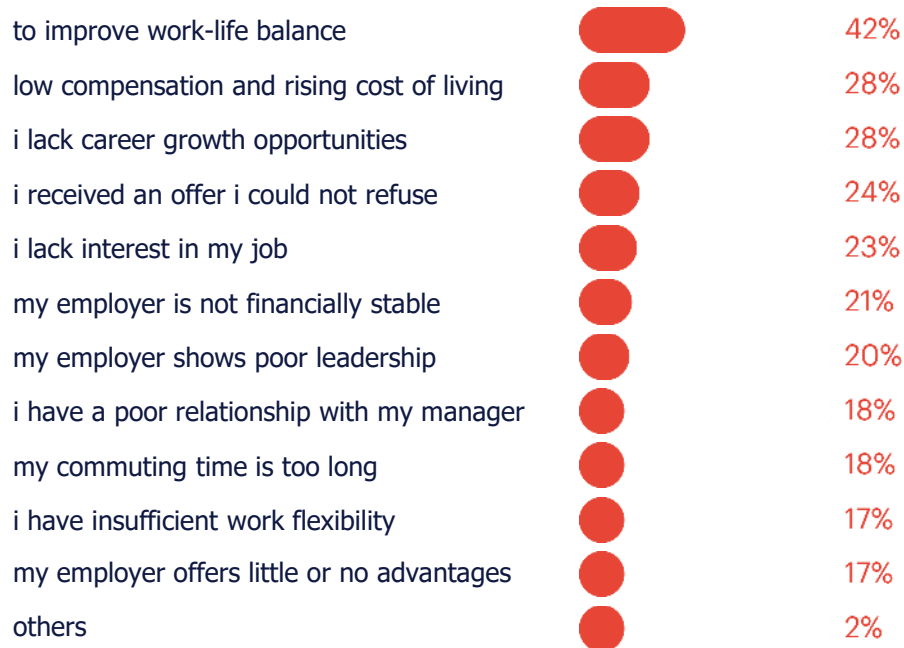 to improve work-life balance 42%
low compensation and rising cost of living 28%
i lack career growth opportunities 28%
i received an offer i could not refuse 24%
i lack interest in my job 23%
my employer is not financially stable 21%
my employer shows poor leadership 20%
i have a poor relationship with my manager 18%
my commuting time is too long 18%
i have insufficient work flexibility 17%
my employer offers little or no advantages 17%
others 2%